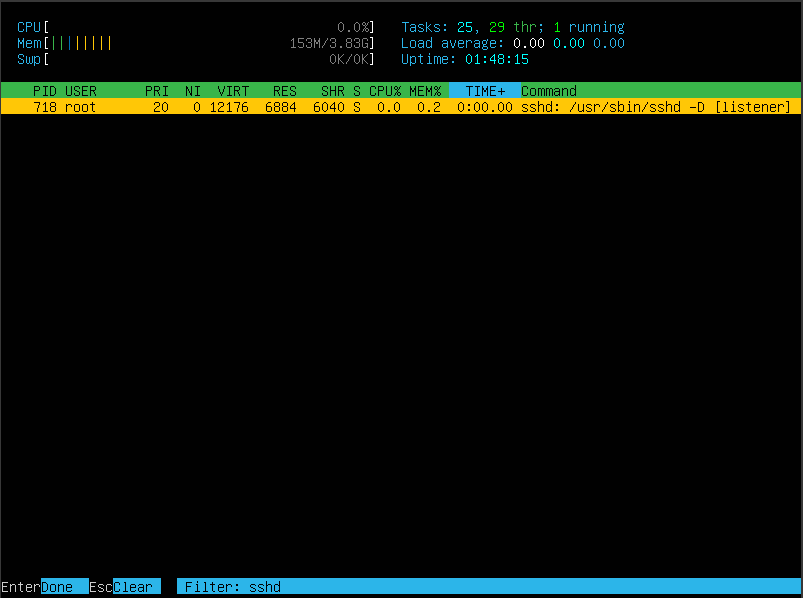 CPU[ 0.0%] Tasks: 25, 29 thr; 1 running
Mem[|||||||| 153M/3.83G] Load average: 0.00 0.00 0.00
Swp[ 0K/0K] Uptime: 01:48:15
PID USER PRI NI VIRT RES SHR S CPU% MEM% TIME+ Command
718 root 20 0 12176 6884 6040 S 0.0 0.2 0:00.00 sshd: /usr/sbin/sshd -D [listener]
EnterDone EscClear Filter: sshd